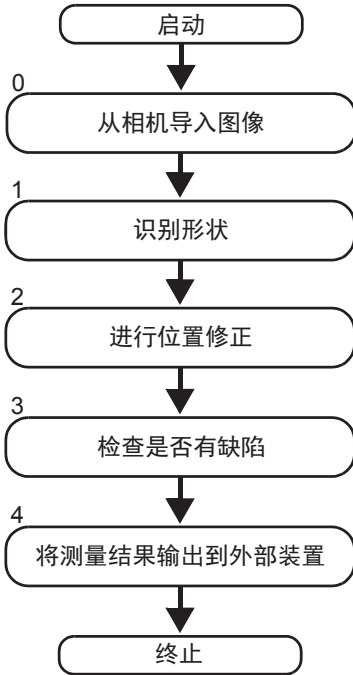 启动
0
从相机导入图像
1
识别形状
2
进行位置修正
3
检查是否有缺陷
4
将测量结果输出到外部装置
终止